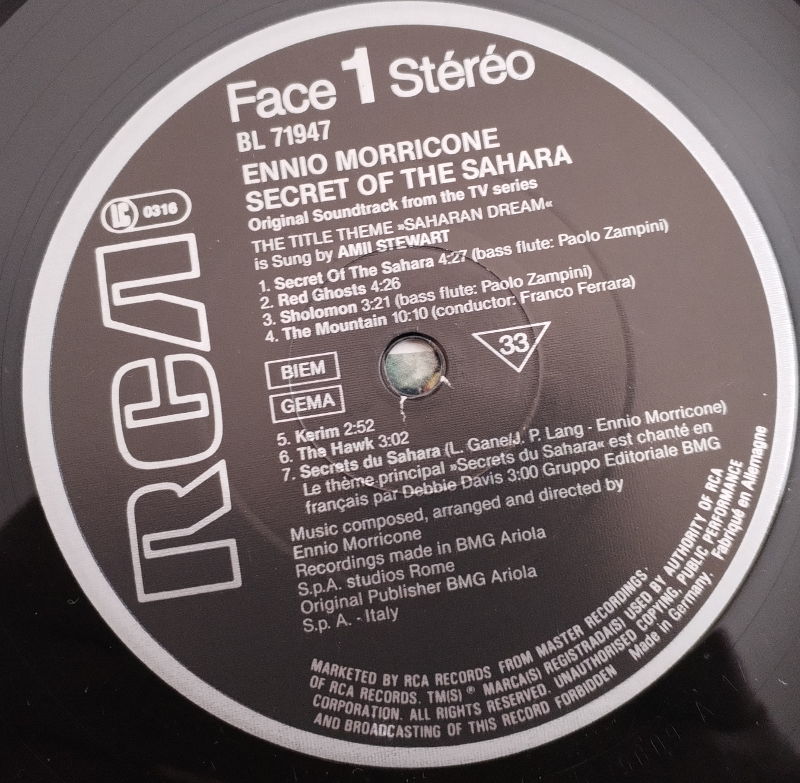 Face 1 Stéréo
BL 71947
ENNIO MORRICONE
SECRET OF THE SAHARA
Original Soundtrack from the TV series
THE TITLE THEME »SAHARAN DREAM«
is Sung by AMII STEWART
1. Secret Of The Sahara 4:27 (bass flute: Paolo Zampini)
2. Red Ghosts 4:26
3. Sholomon 3:21 (bass flute: Paolo Zampini)
4. The Mountain 10:10 (conductor: Franco Ferrara)
LC 0316
RCA
BIEM
GEMA
33
5. Kerim 2:52
6. The Hawk 3:02
7. Secrets du Sahara (L. Ganel/J. P. Lang - Ennio Morricone)
Le thème principal »Secrets du Sahara« est chanté en
français par Debbie Davis 3:00 Gruppo Editoriale BMG
Music composed, arranged and directed by
Ennio Morricone
Recordings made in BMG Ariola
S.p.A. studios Rome
Original Publisher BMG Ariola
S.p. A. - Italy
MARKETED BY RCA RECORDS FROM MASTER RECORDINGS.
OF RCA RECORDS. TM(S) ® MARCA(S) REGISTRADA(S) USED BY AUTHORITY OF RCA
CORPORATION. ALL RIGHTS RESERVED. UNAUTHORISED COPYING, PUBLIC PERFORMANCE
AND BROADCASTING OF THIS RECORD FORBIDDEN Made in Germany. Fabriqué en Allemagne